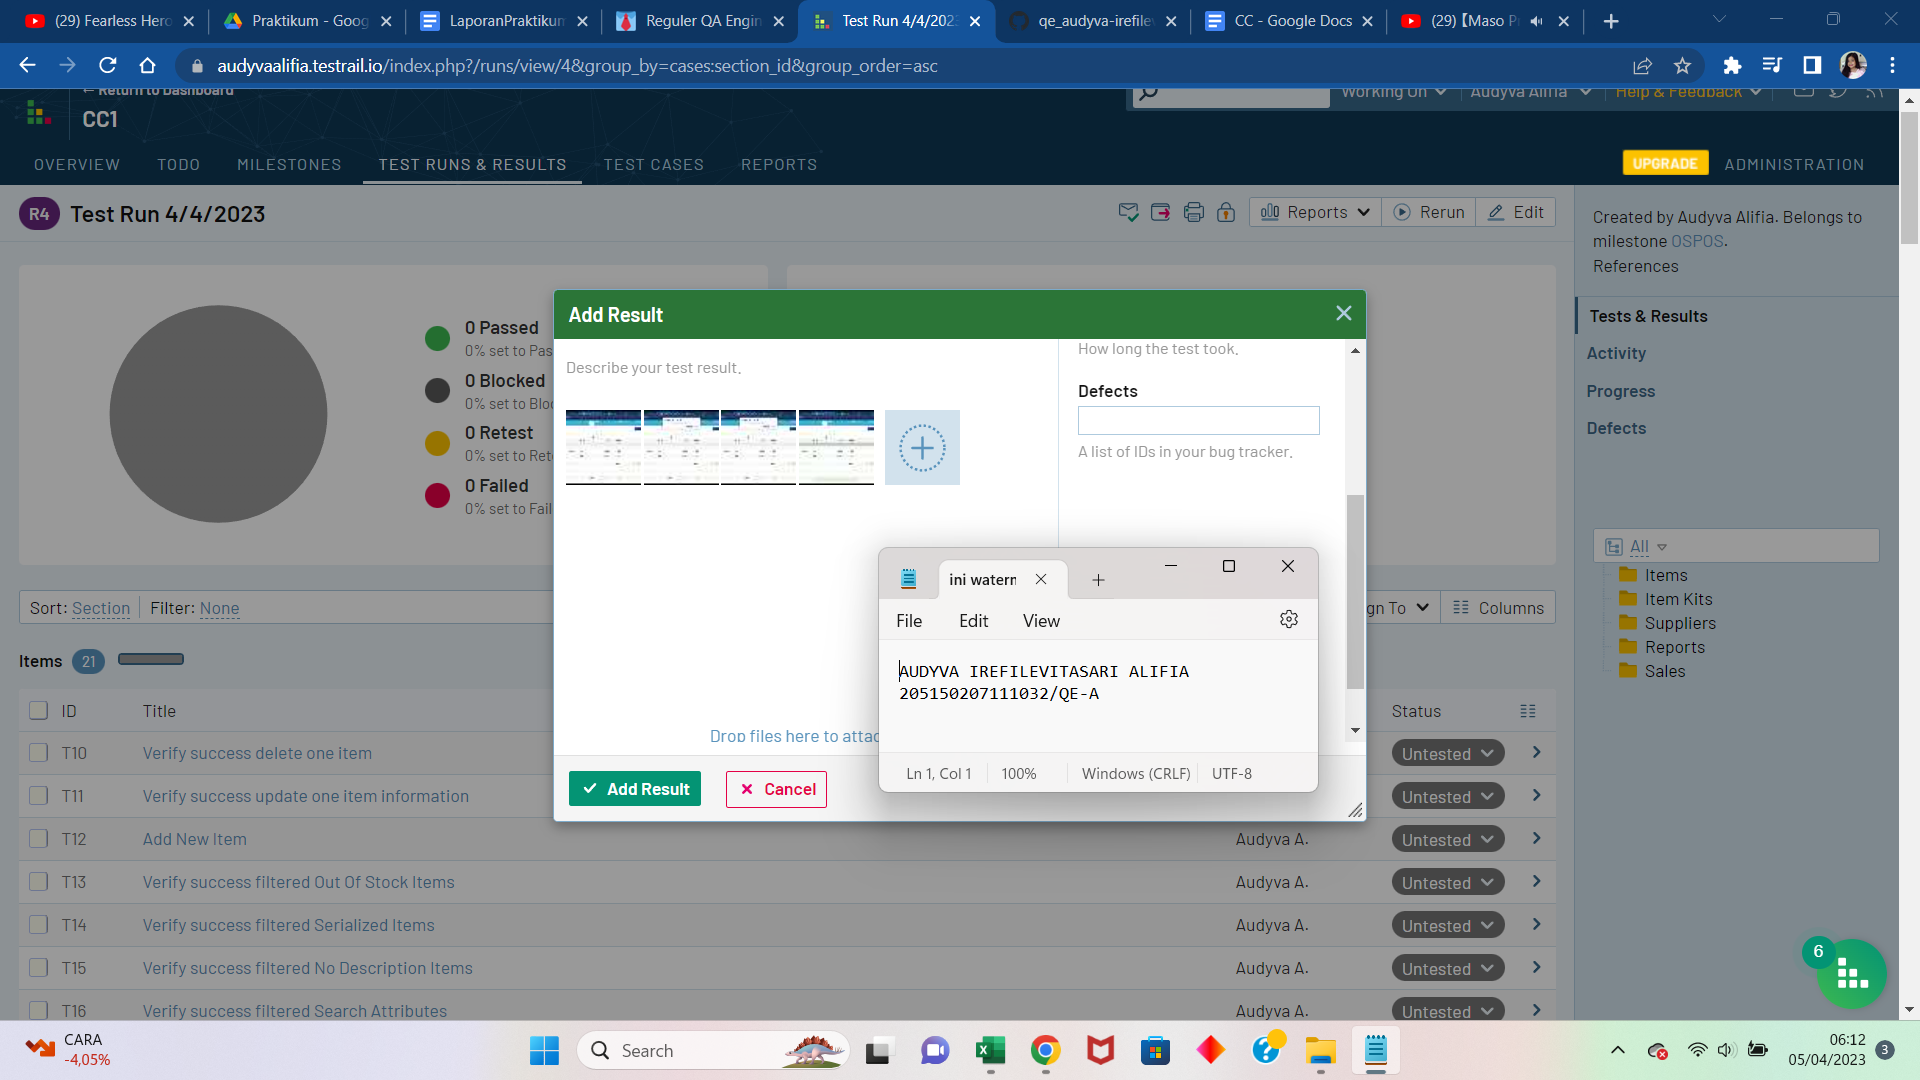 (29) Fearless Hero
Praktikum - Goog
LaporanPraktikum
Reguler QA Engin
Test Run 4/4/202
qe_audyva-irefilev
CC - Google Docs
(29) 【Maso P
audyvaalifia.testrail.io/index.php?/runs/view/4&group_by=cases:section_id&group_order=asc
← Return to Dashboard
CC1
Working On
Audyva Alifia
Help & Feedback
OVERVIEW
TODO
MILESTONES
TEST RUNS & RESULTS
TEST CASES
REPORTS
UPGRADE
ADMINISTRATION
R4
Test Run 4/4/2023
Reports
Rerun
Edit
Created by Audyva Alifia. Belongs to
milestone OSPOS.
References
Tests & Results
Activity
Progress
Defects
0 Passed
0% set to Pas
0 Blocked
0% set to Bloc
0 Retest
0% set to Rete
0 Failed
0% set to Fail
Add Result
Describe your test result.
How long the test took.
Defects
A list of IDs in your bug tracker.
Drop files here to attac
Add Result
Cancel
ini watern
File
Edit
View
AUDYVA IREFILEVITASARI ALIFIA
205150207111032/QE-A
Ln 1, Col 1
100%
Windows (CRLF)
UTF-8
All
Items
Item Kits
Suppliers
Reports
Sales
Sort: Section
Filter: None
gn To
Columns
Items 21
ID
Title
Status
T10
Verify success delete one item
Untested
T11
Verify success update one item information
Untested
T12
Add New Item
Audyva A.
Untested
T13
Verify success filtered Out Of Stock Items
Audyva A.
Untested
T14
Verify success filtered Serialized Items
Audyva A.
Untested
T15
Verify success filtered No Description Items
Audyva A.
Untested
T16
Verify success filtered Search Attributes
Audyva A.
Untested
6
CARA
-4,05%
Search
06:12
05/04/2023
3